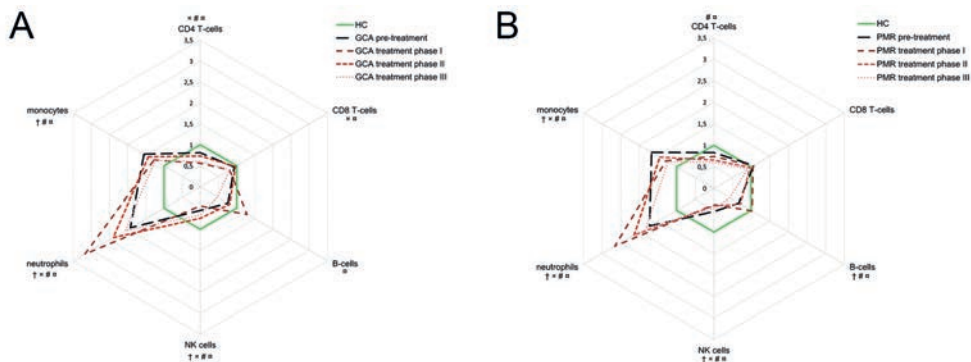 A
× # ¤
CD4 T-cells
3,5
3
2,5
2
1,5
1
0,5
0
HC
GCA pre-treatment
GCA treatment phase I
GCA treatment phase II
GCA treatment phase III
monocytes
† # ¤
CD8 T-cells
× ¤
neutrophils
† × # ¤
B-cells
¤
NK cells
† × # ¤
B
# ¤
CD4 T-cells
3,5
3
2,5
2
1,5
1
0,5
0
HC
PMR pre-treatment
PMR treatment phase I
PMR treatment phase II
PMR treatment phase III
monocytes
† × # ¤
CD8 T-cells
neutrophils
† × # ¤
B-cells
† # ¤
NK cells
† × # ¤